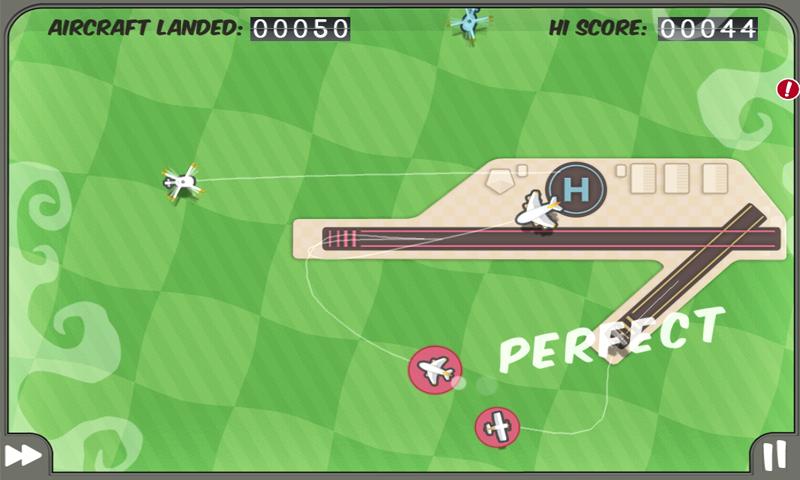 AIRCRAFT LANDED: 00050
HI SCORE: 00044
!
H
PERFECT